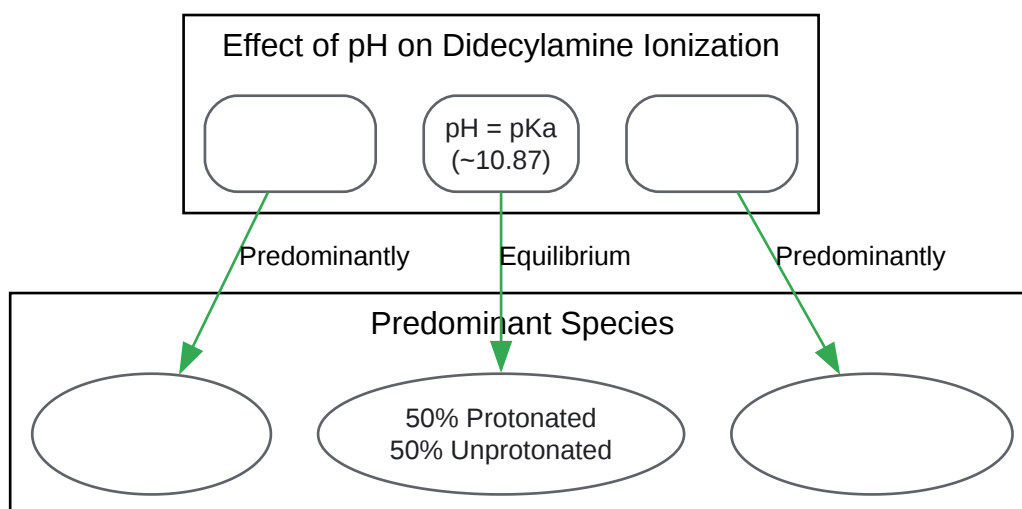 Effect of pH on Didecylamine Ionization
pH = pKa
(~10.87)
Predominantly
Equilibrium
Predominantly
Predominant Species
50% Protonated
50% Unprotonated